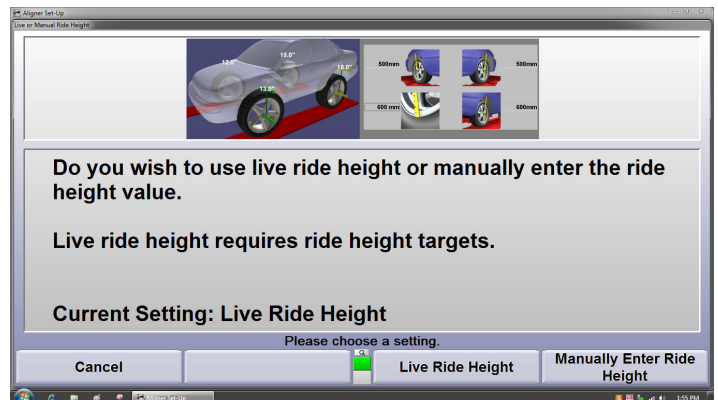 Aligner Set-Up
Live or Manual Ride Height
12.0"
15.0"
15.0"
13.0"
500mm
500mm
600 mm
600mm
Do you wish to use live ride height or manually enter the ride
height value.
Live ride height requires ride height targets.
Current Setting: Live Ride Height
Please choose a setting.
Cancel
Live Ride Height
Manually Enter Ride
Height
Aligner Set-Up
1:55 PM